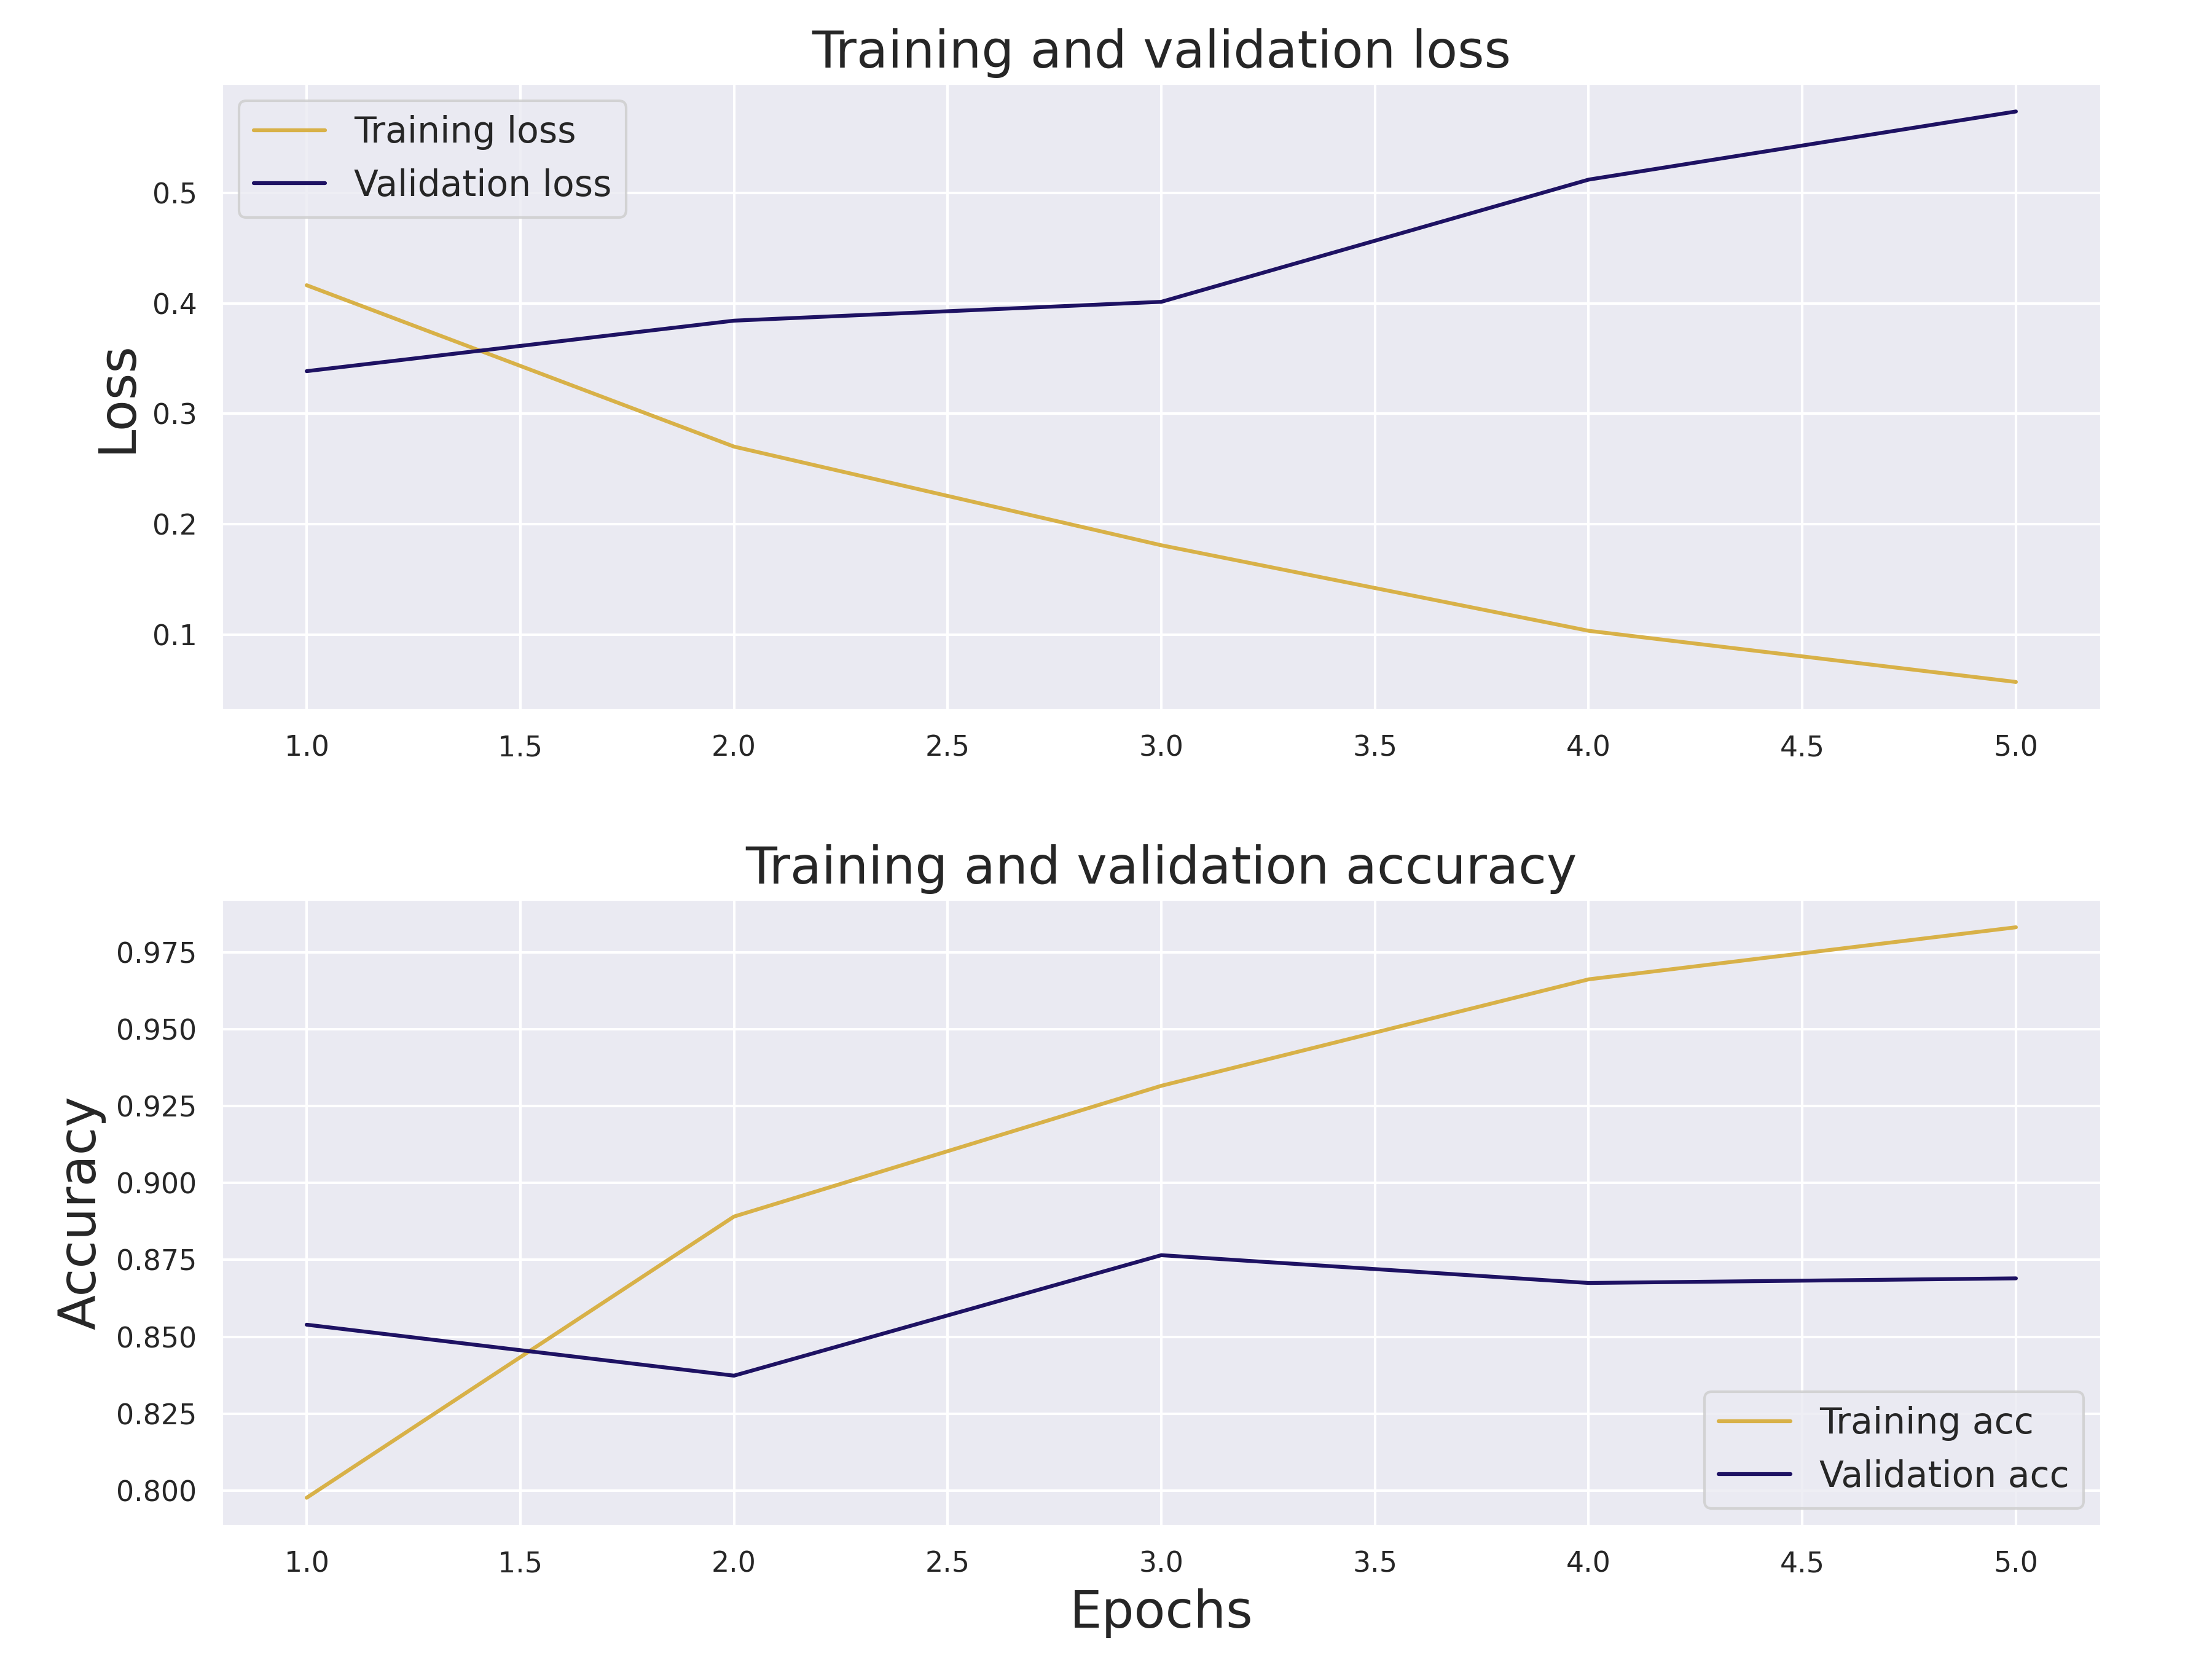 Training and validation loss
Training loss
Validation loss
Loss
0.5
0.4
0.3
0.2
0.1
1.0 1.5 2.0 2.5 3.0 3.5 4.0 4.5 5.0
Training and validation accuracy
Accuracy
0.975
0.950
0.925
0.900
0.875
0.850
0.825
0.800
Training acc
Validation acc
1.0 1.5 2.0 2.5 3.0 3.5 4.0 4.5 5.0
Epochs